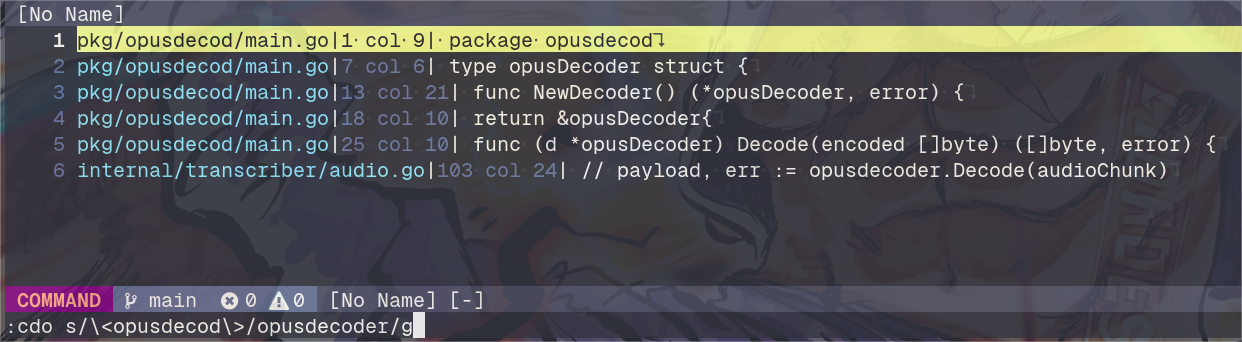 [No Name]
1 pkg/opusdecod/main.go|1 col 9| package opusdecod
2 pkg/opusdecod/main.go|7 col 6| type opusDecoder struct {
3 pkg/opusdecod/main.go|13 col 21| func NewDecoder() (*opusDecoder, error) {
4 pkg/opusdecod/main.go|18 col 10| return &opusDecoder{
5 pkg/opusdecod/main.go|25 col 10| func (d *opusDecoder) Decode(encoded []byte) ([]byte, error) {
6 internal/transcriber/audio.go|103 col 24| // payload, err := opusdecoder.Decode(audioChunk)
COMMAND main 0 0 [No Name] [-]
:cdo s/\<opusdecod\>/opusdecoder/g